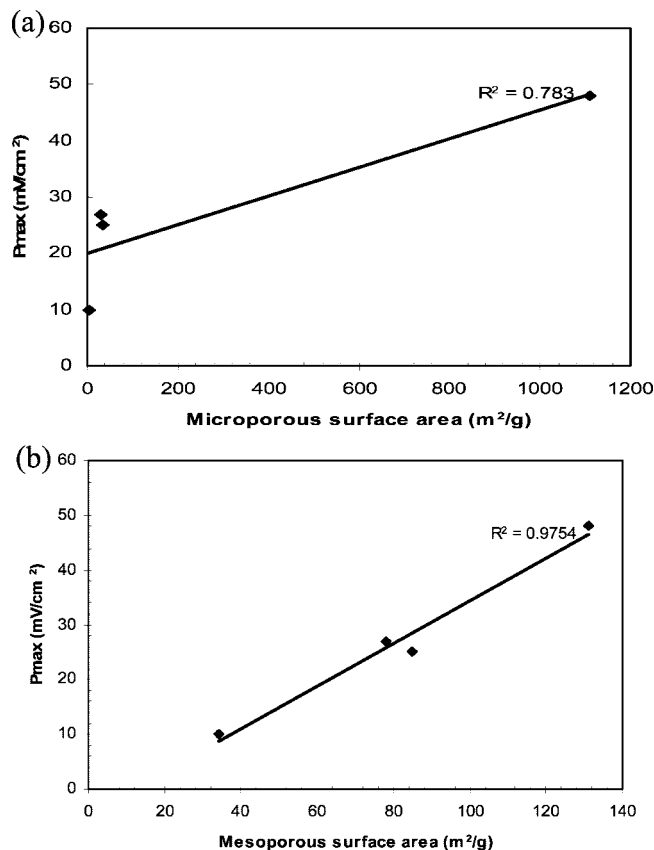 (a)
60
50
40
30
20
10
0
Pmax (mM/cm²)
R² = 0.783
0 200 400 600 800 1000 1200
Microporous surface area (m²/g)
(b)
60
50
40
30
20
10
0
Pmax (mV/cm²)
R² = 0.9754
0 20 40 60 80 100 120 140
Mesoporous surface area (m²/g)